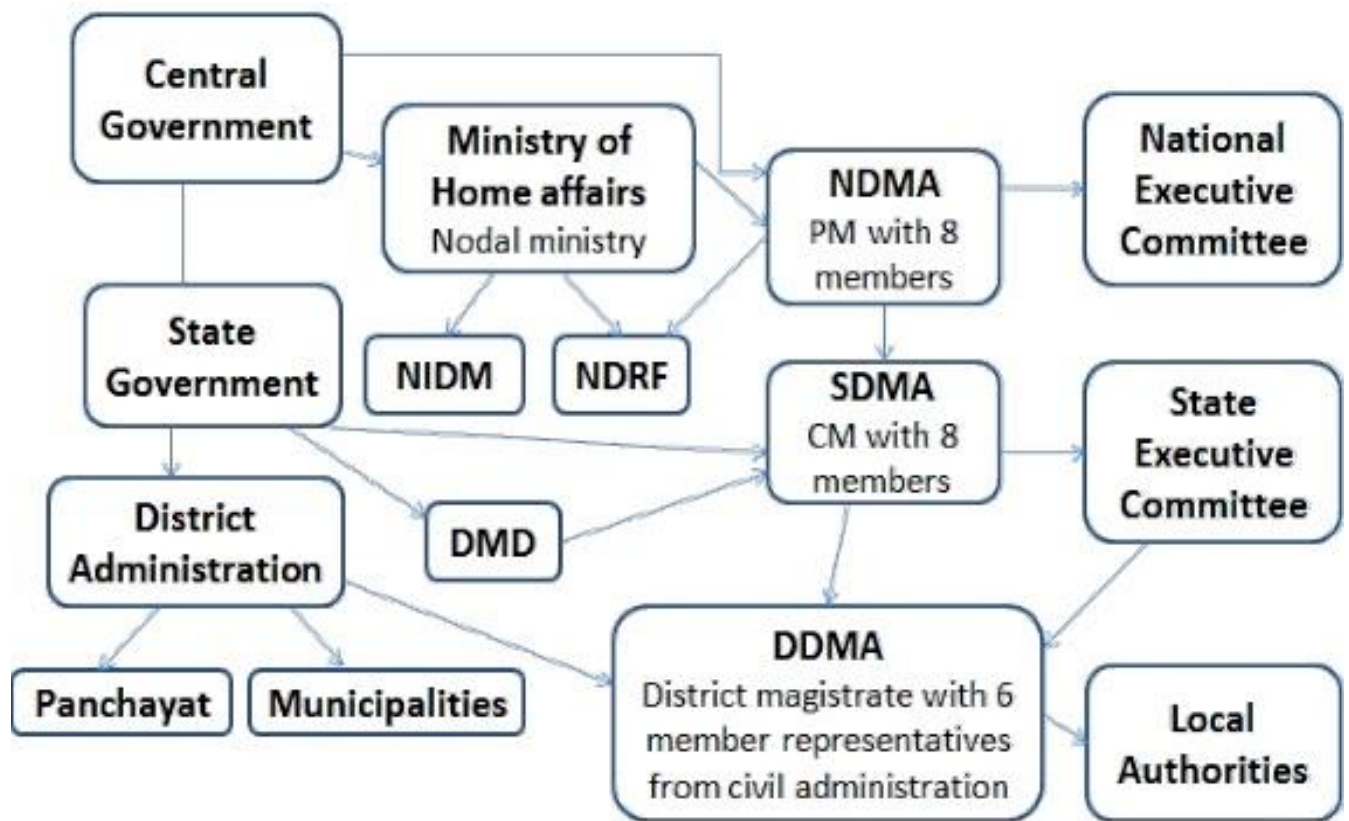 Central
Government
Ministry of
Home affairs
Nodal ministry
NDMA
PM with 8
members
National
Executive
Committee
State
Government
NIDM
NDRF
SDMA
CM with 8
members
State
Executive
Committee
District
Administration
DMD
Panchayat
Municipalities
DDMA
District magistrate with 6
member representatives
from civil administration
Local
Authorities